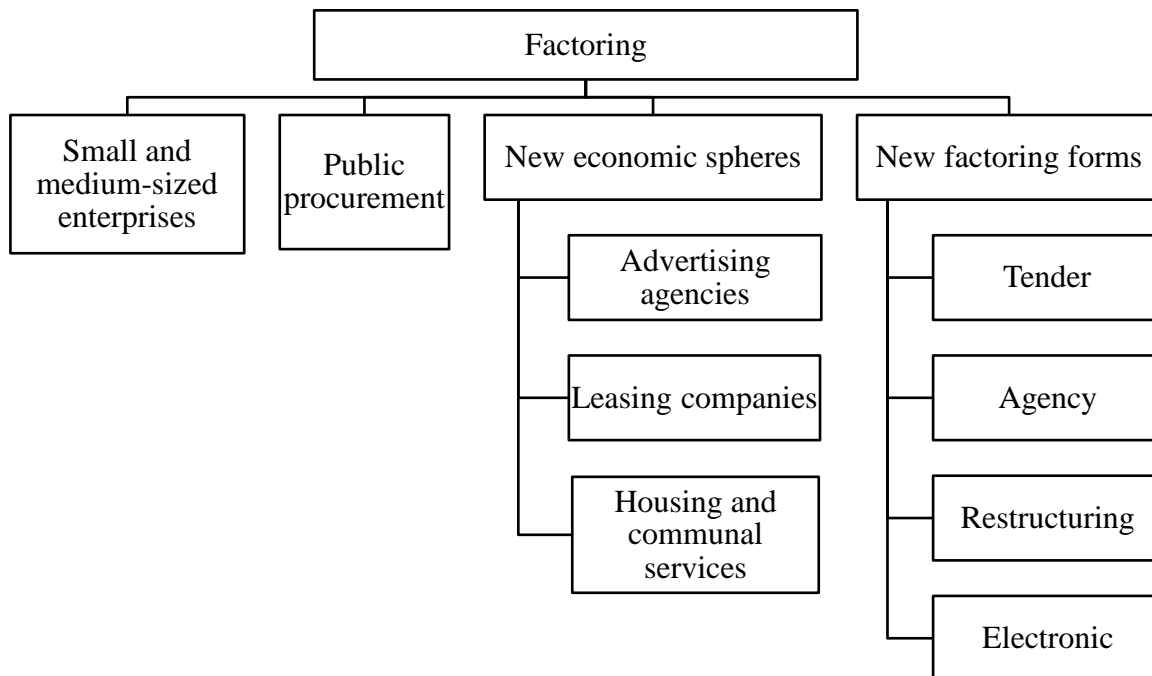 Factoring
Small and
medium-sized
enterprises
Public
procurement
New economic spheres
Advertising
agencies
Leasing companies
Housing and
communal
services
New factoring forms
Tender
Agency
Restructuring
Electronic